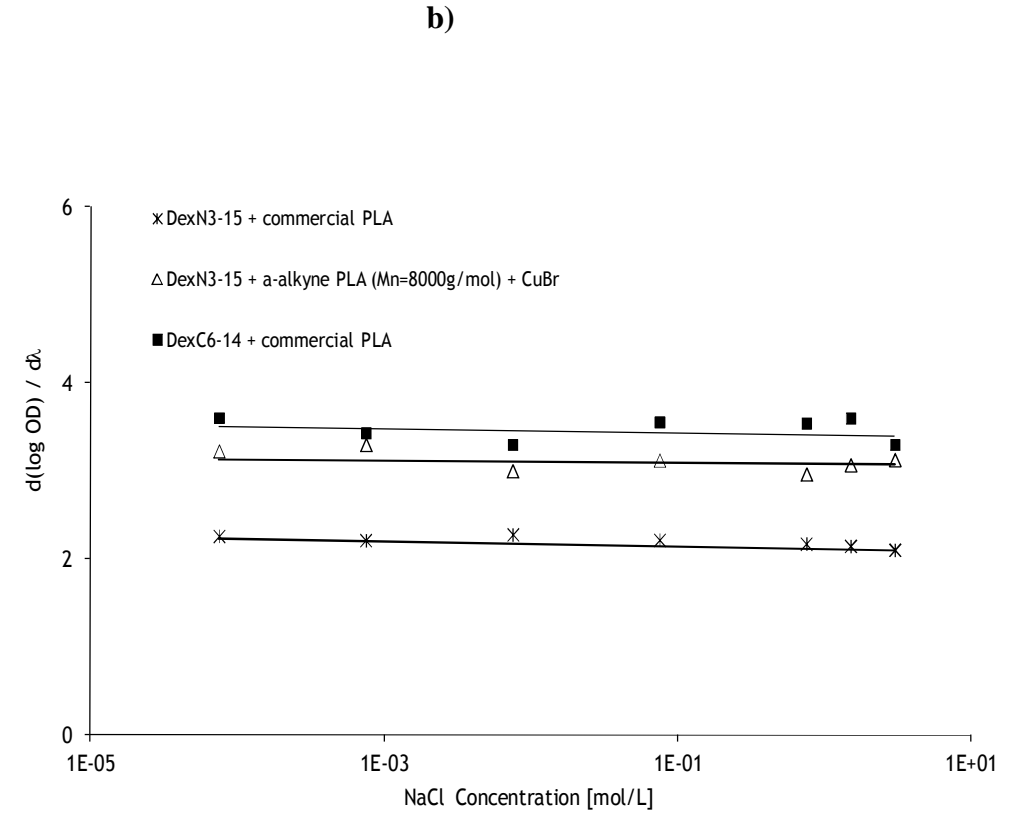 b)
6
DexN3-15 + commercial PLA
DexN3-15 + a-alkyne PLA (Mn=8000g/mol) + CuBr
DexC6-14 + commercial PLA
d(log OD) / dλ
4
2
0
1E-05 1E-03 1E-01 1E+01
NaCl Concentration [mol/L]